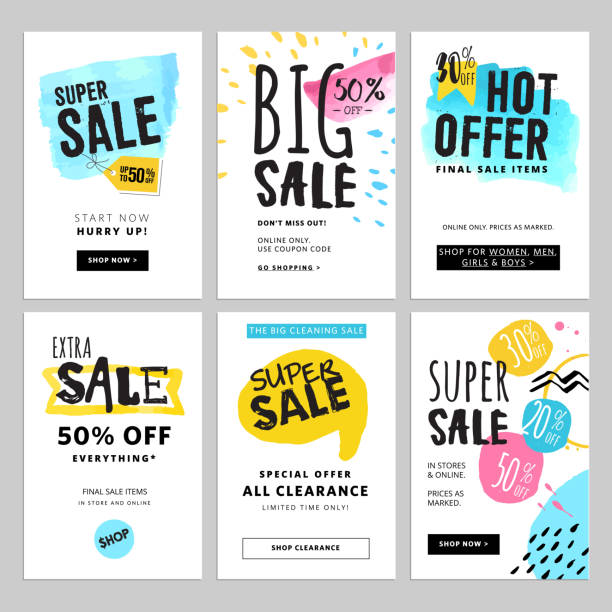 SUPER
SALE
UP TO 50% OFF
START NOW
HURRY UP!
SHOP NOW >
BIG
50%
- OFF -
SALE
DON'T MISS OUT!
ONLINE ONLY.
USE COUPON CODE
GO SHOPPING >
30% OFF
HOT
OFFER
FINAL SALE ITEMS
ONLINE ONLY. PRICES AS MARKED.
SHOP FOR WOMEN, MEN,
GIRLS & BOYS >
EXTRA
SALE
50% OFF
EVERYTHING*
FINAL SALE ITEMS
IN STORE AND ONLINE
$HOP
THE BIG CLEANING SALE
SUPER
SALE
SPECIAL OFFER
ALL CLEARANCE
LIMITED TIME ONLY!
SHOP CLEARANCE
30% OFF
SUPER
SALE
20% OFF
50% OFF
IN STORES
& ONLINE.
PRICES AS
MARKED.
SHOP NOW >